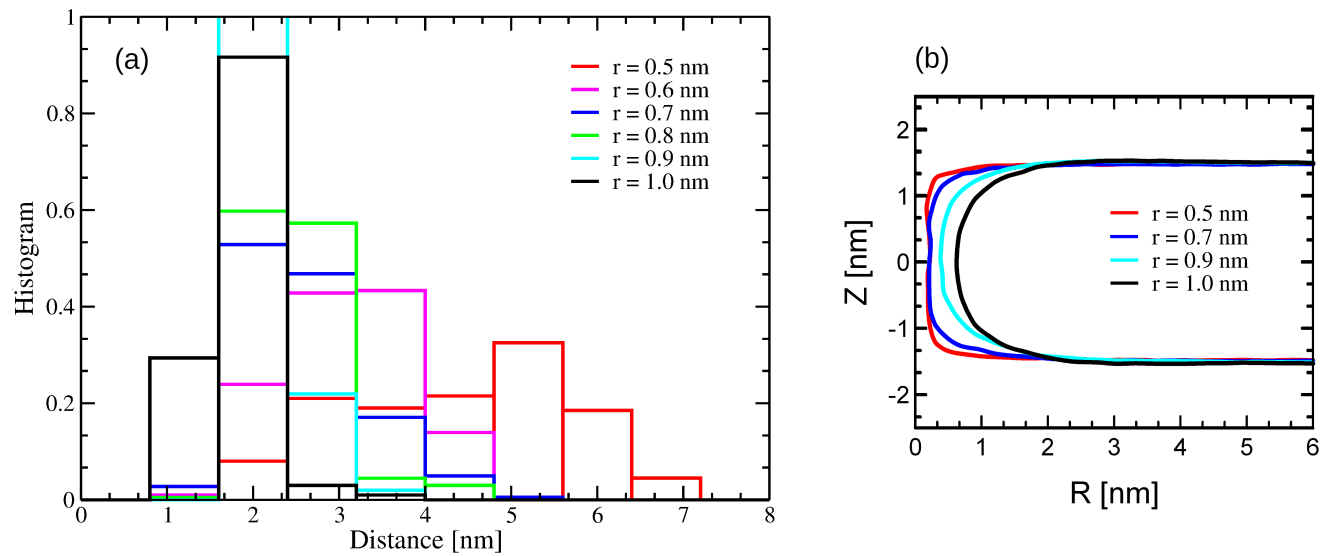 (a)
Histogram
1
0.8
0.6
0.4
0.2
0
r = 0.5 nm
r = 0.6 nm
r = 0.7 nm
r = 0.8 nm
r = 0.9 nm
r = 1.0 nm
0 1 2 3 4 5 6 7 8
Distance [nm]
(b)
Z [nm]
2
1
0
-1
-2
r = 0.5 nm
r = 0.7 nm
r = 0.9 nm
r = 1.0 nm
0 1 2 3 4 5 6
R [nm]